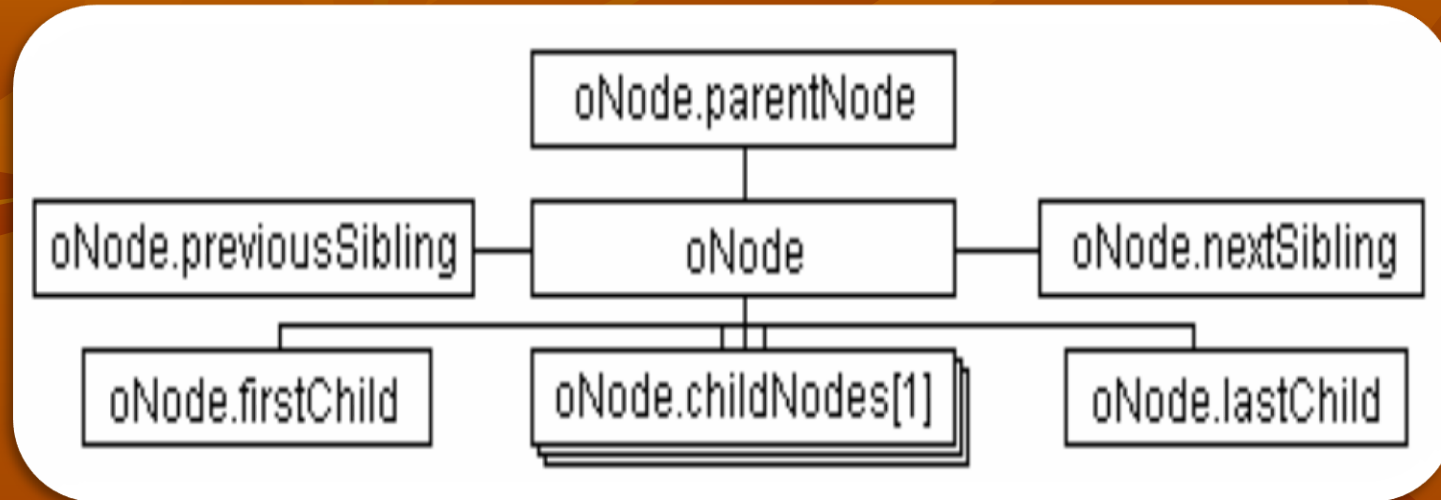 oNode.parentNode
oNode.previousSibling
oNode
oNode.nextSibling
oNode.firstChild
oNode.childNodes[1]
oNode.lastChild